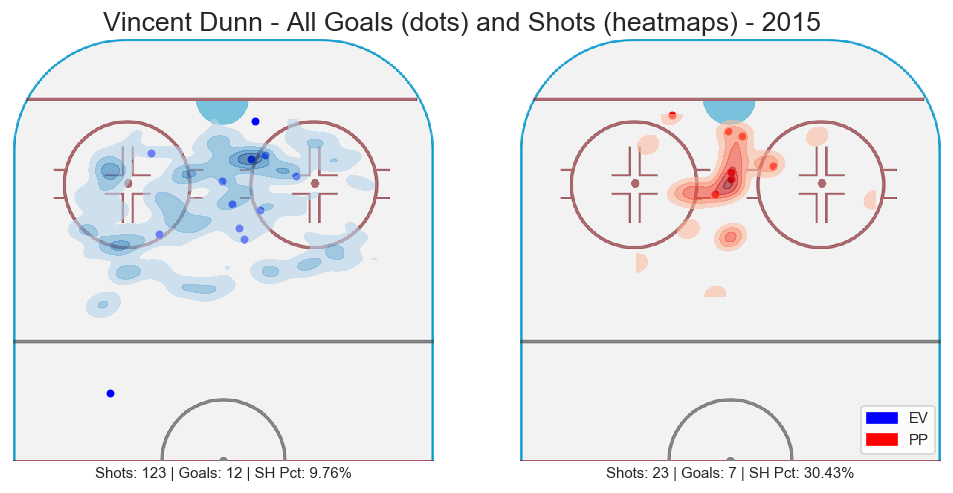 Vincent Dunn - All Goals (dots) and Shots (heatmaps) - 2015
EV
PP
Shots: 123 | Goals: 12 | SH Pct: 9.76%
Shots: 23 | Goals: 7 | SH Pct: 30.43%